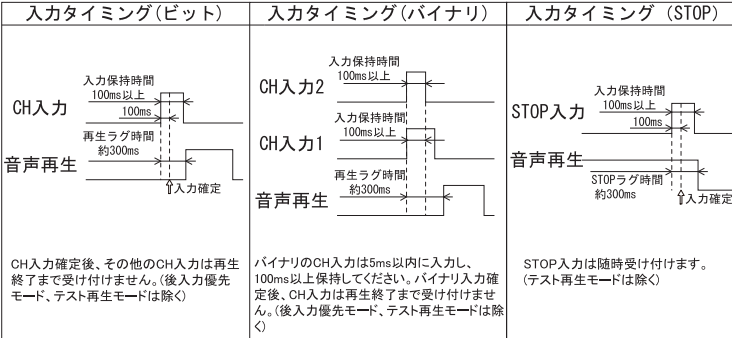 入力タイミング(ビット)
入力保持時間
100ms以上
CH入力
100ms
再生ラグ時間
約300ms
音声再生
入力確定
CH入力確定後、その他のCH入力は再生
終了まで受け付けません。(後入力優先
モード、テスト再生モードは除く)
入力タイミング(バイナリ)
入力保持時間
100ms以上
CH入力2
入力保持時間
100ms以上
CH入力1
再生ラグ時間
約300ms
音声再生
バイナリのCH入力は5ms以内に入力し、
100ms以上保持してください。バイナリ入力確
定後、CH入力は再生終了まで受け付けませ
ん。(後入力優先モード、テスト再生モードは除
く)
入力タイミング (STOP)
入力保持時間
100ms以上
STOP入力
100ms
音声再生
STOPラグ時間
約300ms
入力確定
STOP入力は随時受け付けます。
(テスト再生モードは除く)